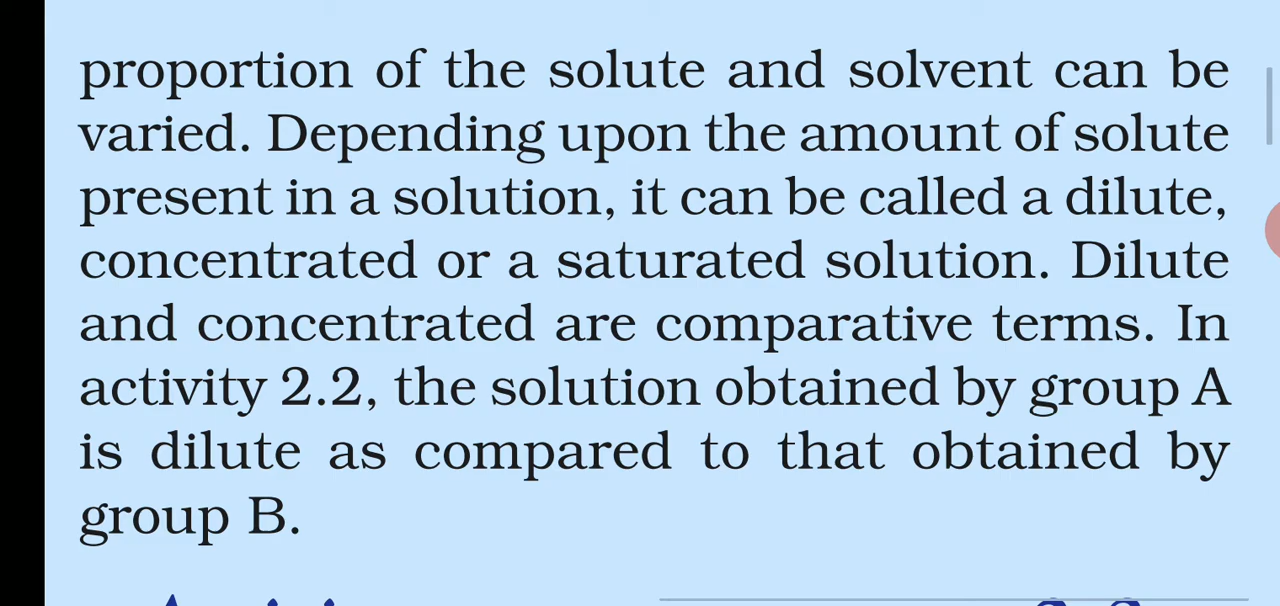 proportion of the solute and solvent can be
varied. Depending upon the amount of solute
present in a solution, it can be called a dilute,
concentrated or a saturated solution. Dilute
and concentrated are comparative terms. In
activity 2.2, the solution obtained by group A
is dilute as compared to that obtained by
group B.